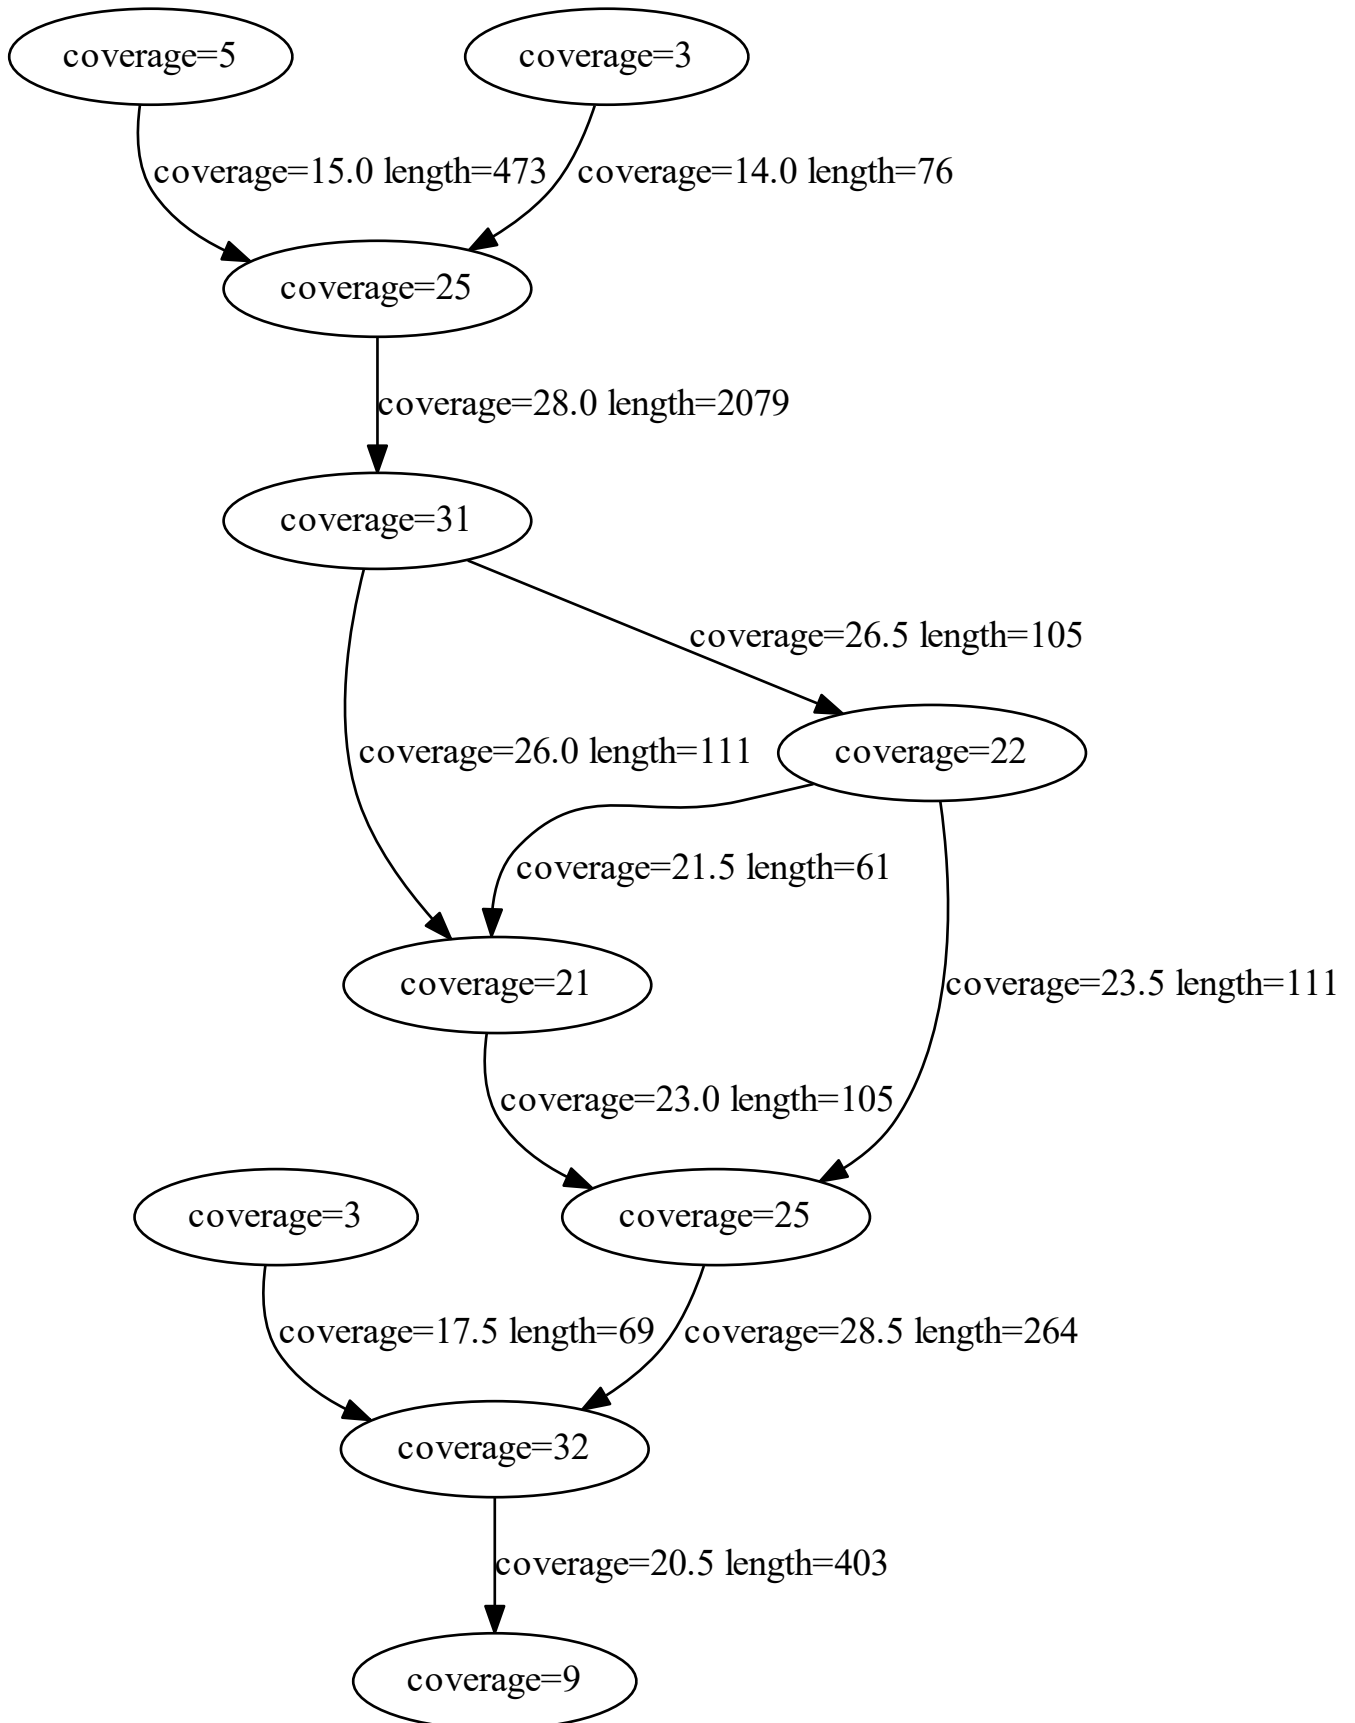 coverage=5
coverage=3
coverage=15.0 length=473
coverage=14.0 length=76
coverage=25
coverage=28.0 length=2079
coverage=31
coverage=26.5 length=105
coverage=26.0 length=111
coverage=22
coverage=21.5 length=61
coverage=21
coverage=23.5 length=111
coverage=23.0 length=105
coverage=3
coverage=25
coverage=17.5 length=69
coverage=28.5 length=264
coverage=32
coverage=20.5 length=403
coverage=9